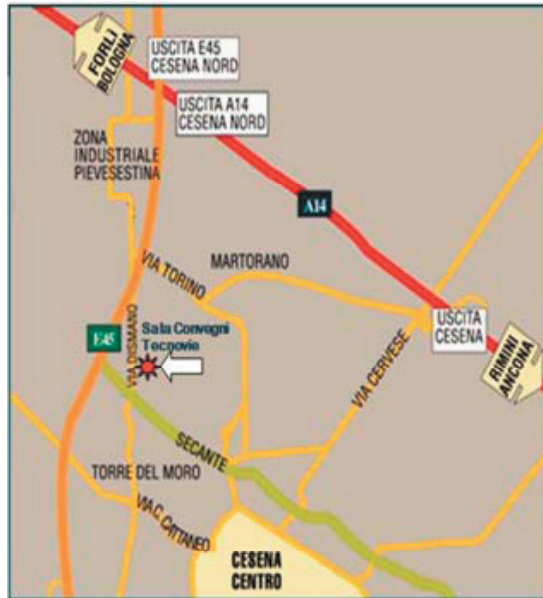 FORLÌ
BOLOGNA
USCITA E45
CESENA NORD
USCITA A14
CESENA NORD
ZONA
INDUSTRIALE
PIEVESESTINA
A14
MARTORANO
VIA TORINO
USCITA
CESENA
RIMINI
ANCONA
E45
VIA DISMANO
Sala Convegni
Tecnovie
VIA CERVESE
SECANTE
TORRE DEL MORO
VIA C. CATTANEO
CESENA
CENTRO